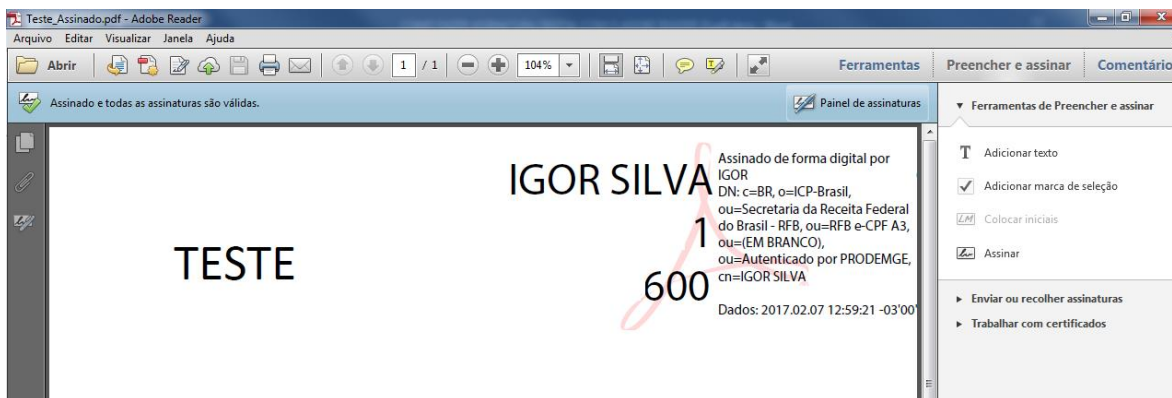 Teste_Assinado.pdf - Adobe Reader
Arquivo Editar Visualizar Janela Ajuda
Abrir 1 / 1 104% Ferramentas Preencher e assinar Comentário
Assinado e todas as assinaturas são válidas. Painel de assinaturas
Ferramentas de Preencher e assinar
T Adicionar texto
Adicionar marca de seleção
LM Colocar iniciais
Assinar
Enviar ou recolher assinaturas
Trabalhar com certificados
TESTE
IGOR SILVA
1
600
Assinado de forma digital por
IGOR
DN: c=BR, o=ICP-Brasil,
ou=Secretaria da Receita Federal
do Brasil - RFB, ou=RFB e-CPF A3,
ou=(EM BRANCO),
ou=Autenticado por PRODEMGE,
cn=IGOR SILVA
Dados: 2017.02.07 12:59:21 -03'00'